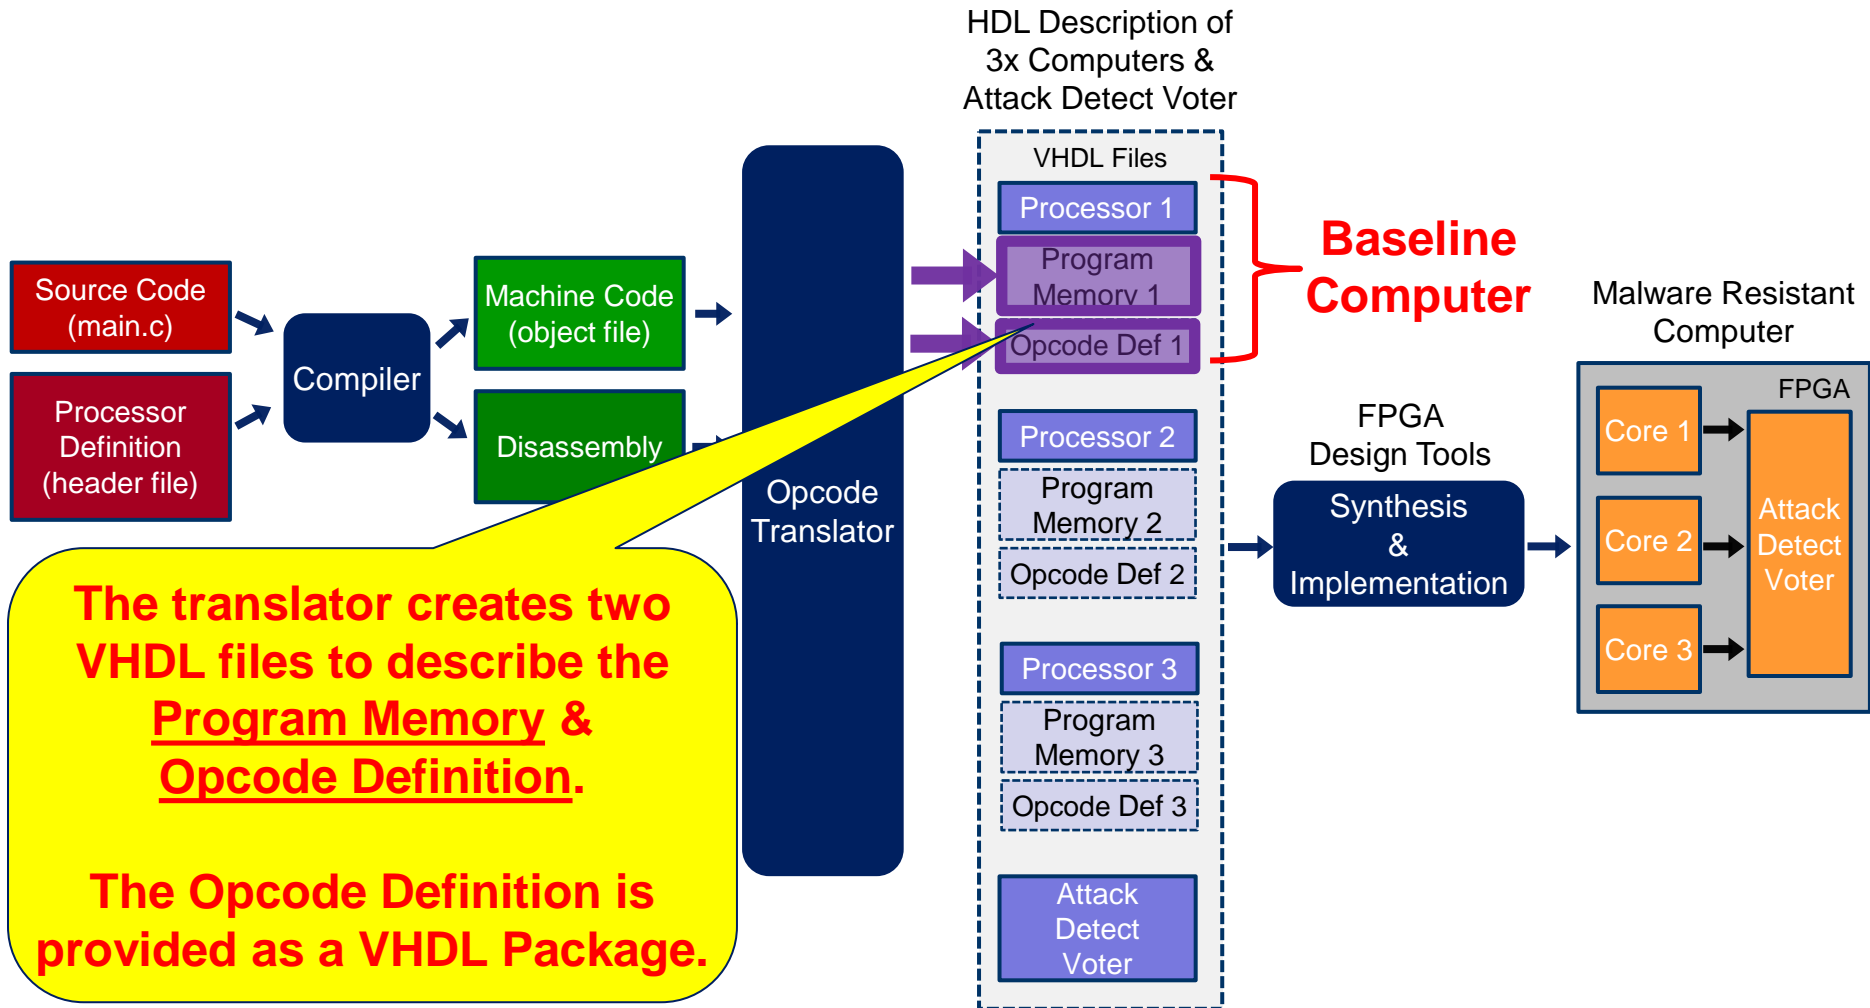 HDL Description of
3x Computers &
Attack Detect Voter
VHDL Files
Processor 1
Program
Memory 1
Opcode Def 1
Baseline
Computer
Source Code
(main.c)
Processor
Definition
(header file)
Compiler
Machine Code
(object file)
Disassembly
Opcode
Translator
Processor 2
Program
Memory 2
Opcode Def 2
Processor 3
Program
Memory 3
Opcode Def 3
Attack
Detect
Voter
FPGA
Design Tools
Synthesis
&
Implementation
Malware Resistant
Computer
FPGA
Core 1
Core 2
Core 3
Attack
Detect
Voter
The translator creates two
VHDL files to describe the
Program Memory &
Opcode Definition.
The Opcode Definition is
provided as a VHDL Package.